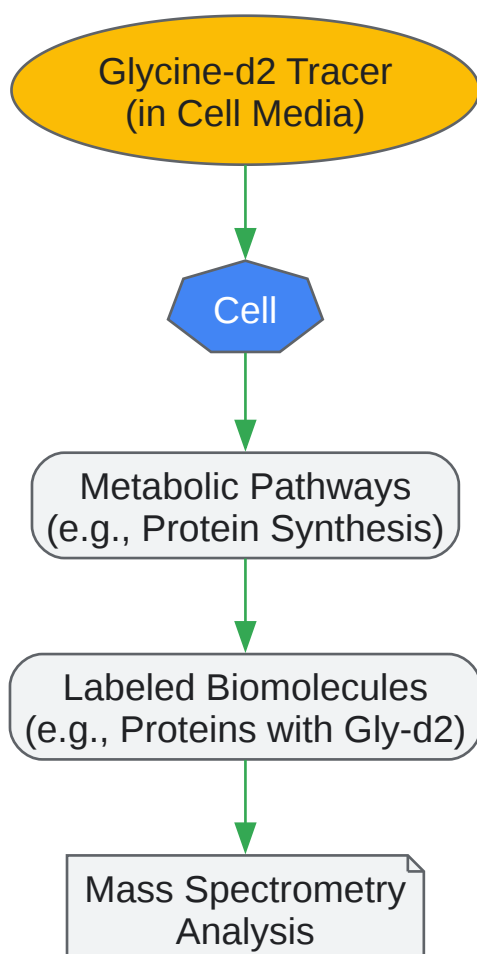 Glycine-d2 Tracer
(in Cell Media)
Cell
Metabolic Pathways
(e.g., Protein Synthesis)
Labeled Biomolecules
(e.g., Proteins with Gly-d2)
Mass Spectrometry
Analysis